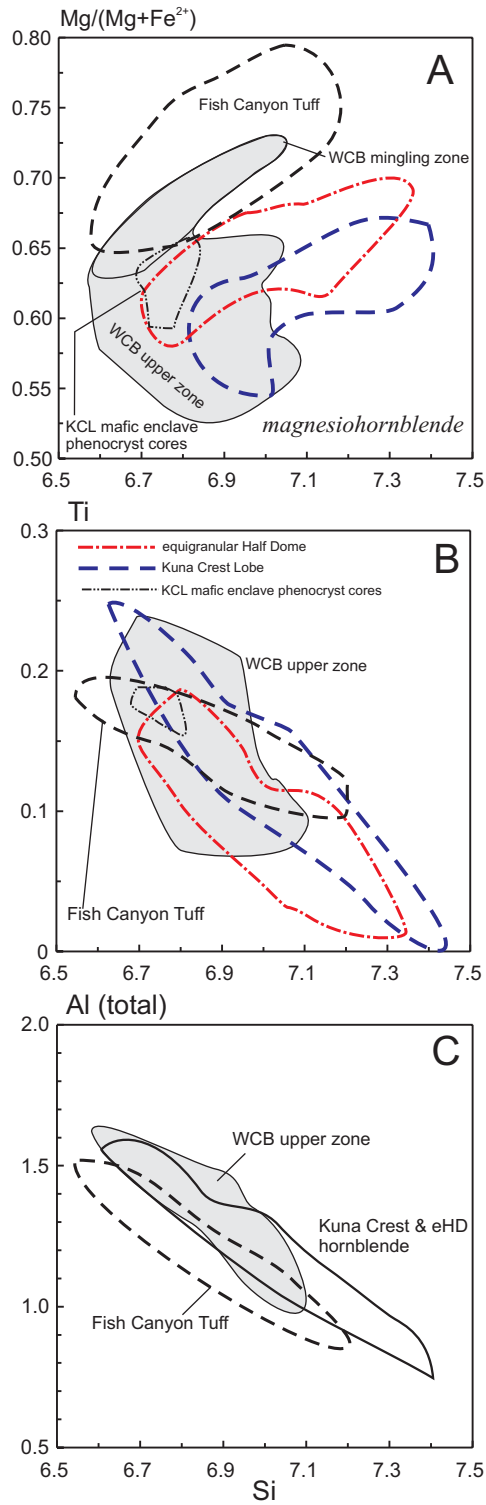 Mg/(Mg+Fe²⁺)
0.80
A
Fish Canyon Tuff
0.75
WCB mingling zone
0.70
0.65
0.60
WCB upper zone
0.55
KCL mafic enclave
phenocryst cores
magnesiohornblende
0.50
6.5 6.7 6.9 7.1 7.3 7.5
Ti
0.3
B
equigranular Half Dome
Kuna Crest Lobe
KCL mafic enclave phenocryst cores
WCB upper zone
0.2
0.1
Fish Canyon Tuff
0
6.5 6.7 6.9 7.1 7.3 7.5
Al (total)
2.0
C
WCB upper zone
1.5
Kuna Crest & eHD
hornblende
1.0
Fish Canyon Tuff
0.5
6.5 6.7 6.9 7.1 7.3 7.5
Si